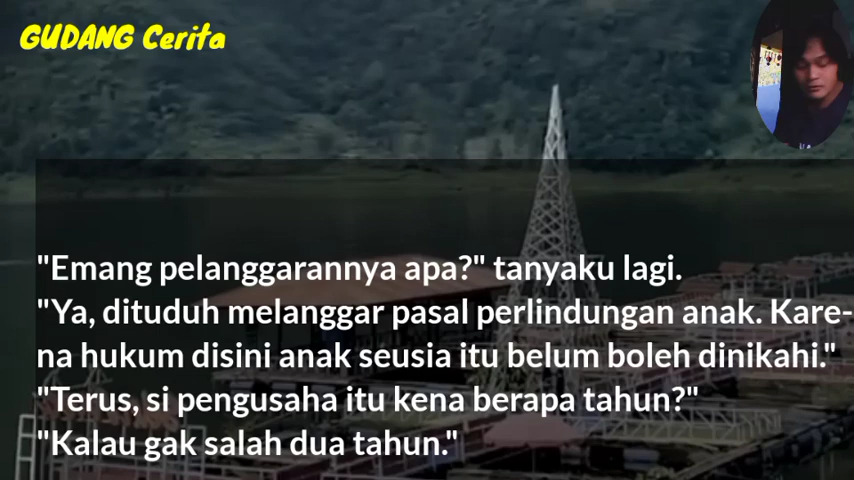 GUDANG Cerita
"Emang pelanggarannya apa?" tanyaku lagi.
"Ya, dituduh melanggar pasal perlindungan anak. Kare-
na hukum disini anak seusia itu belum boleh dinikahi."
"Terus, si pengusaha itu kena berapa tahun?"
"Kalau gak salah dua tahun."